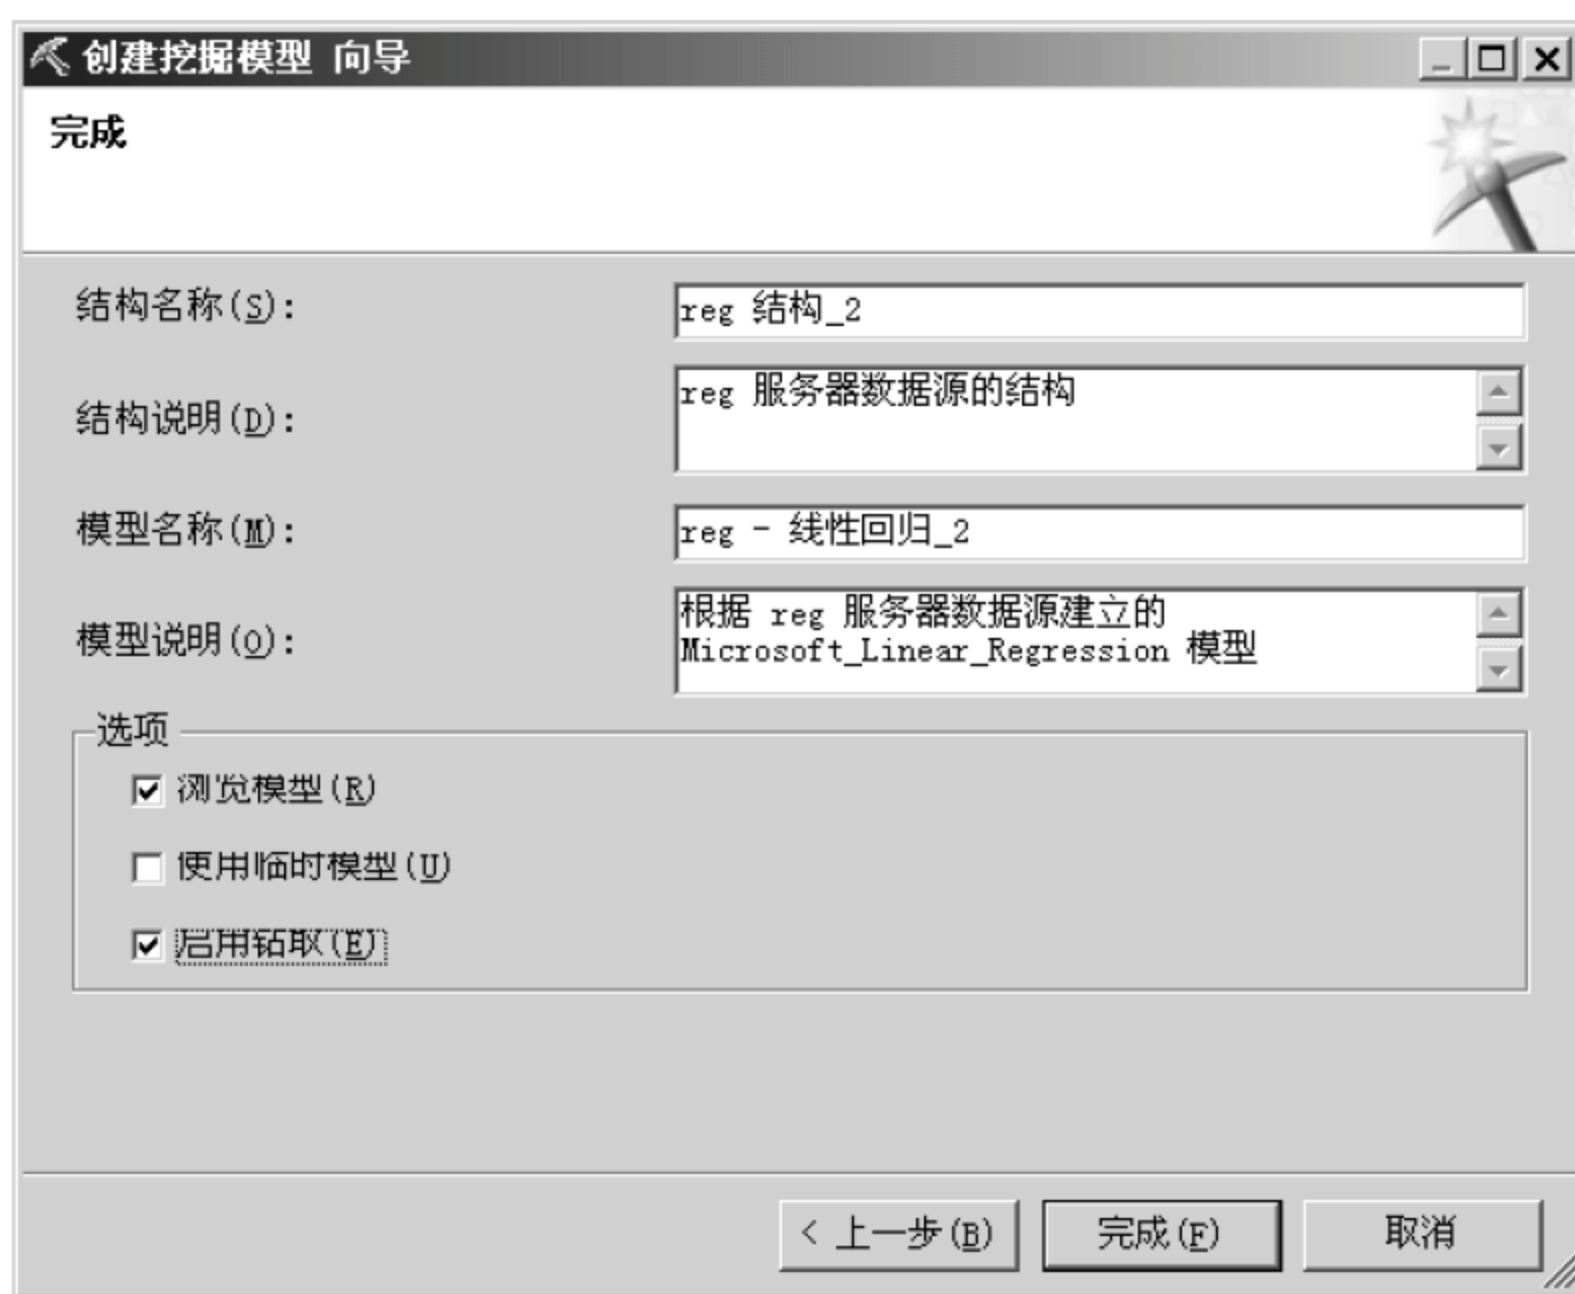 创建挖掘模型 向导
完成
结构名称(S):
reg 结构_2
结构说明(D):
reg 服务器数据源的结构
模型名称(M):
reg - 线性回归_2
模型说明(O):
根据 reg 服务器数据源建立的
Microsoft_Linear_Regression 模型
选项
浏览模型(R)
使用临时模型(U)
启用钻取(E)
< 上一步(B)
完成(F)
取消